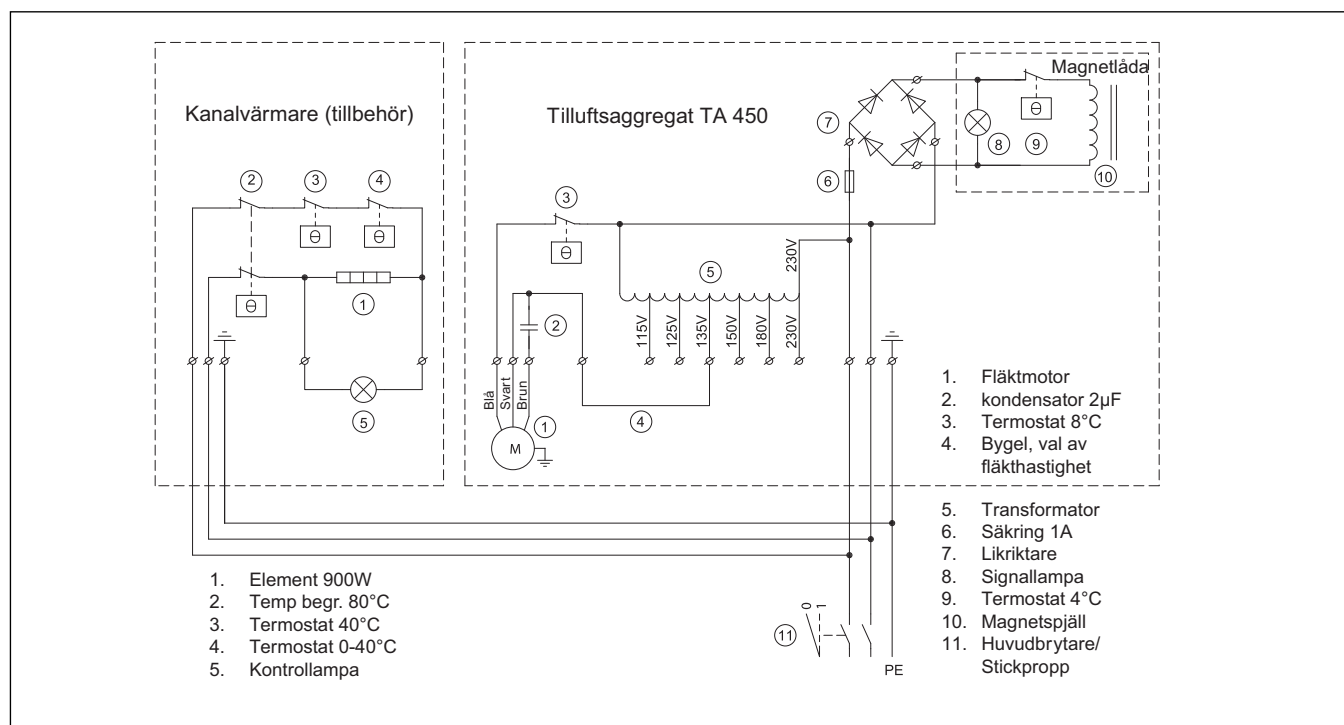 Kanalvärmare (tillbehör)
2
3
4
Θ
Θ
Θ
1
5
1. Element 900W
2. Temp begr. 80°C
3. Termostat 40°C
4. Termostat 0-40°C
5. Kontrollampa
Tilluftsaggregat TA 450
Magnetlåda
7
Θ
8
9
10
6
3
Θ
5
230V
115V
125V
135V
150V
180V
230V
2
Blå
Svart
Brun
1
M
4
1. Fläktmotor
2. kondensator 2µF
3. Termostat 8°C
4. Bygel, val av
fläkthastighet
5. Transformator
6. Säkring 1A
7. Likriktare
8. Signallampa
9. Termostat 4°C
10. Magnetspjäll
11. Huvudbrytare/
Stickpropp
0
1
11
PE